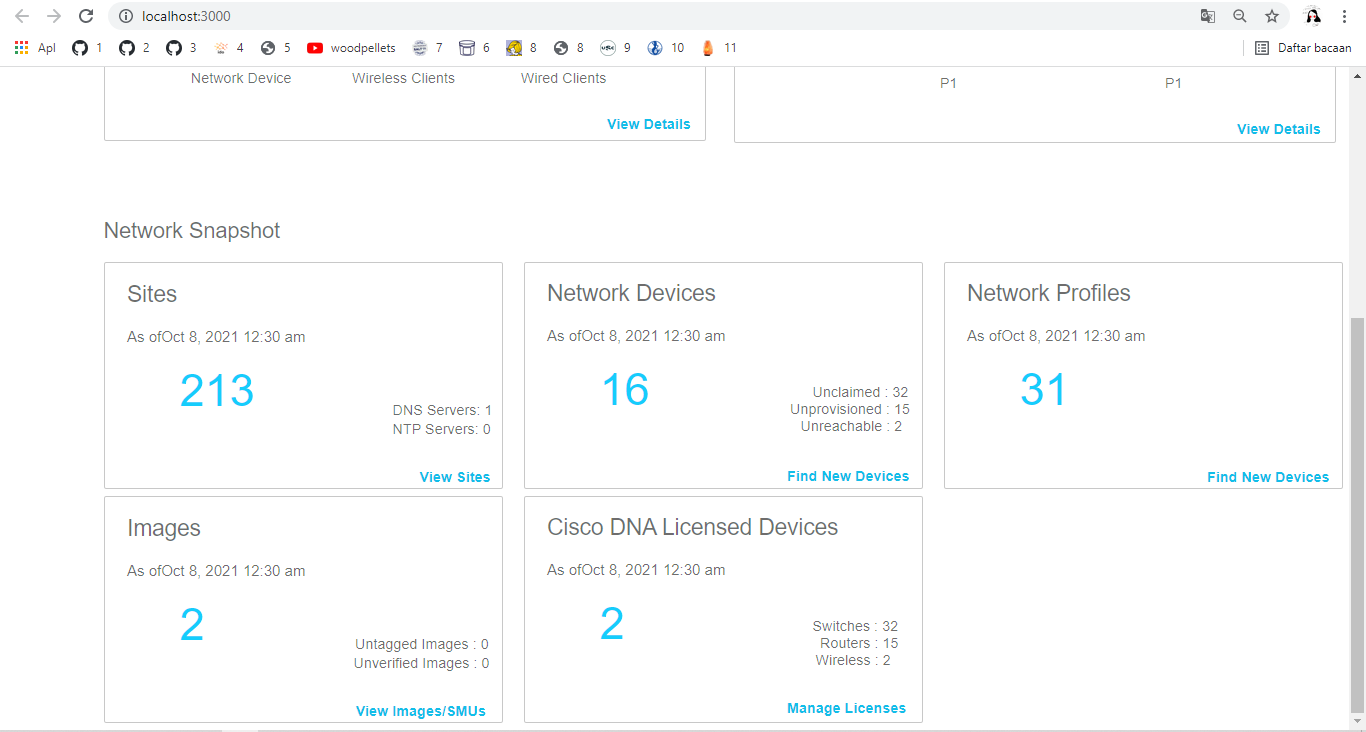 localhost:3000
Apl 1 2 3 4 5 woodpellets 7 6 8 8 9 10 11 Daftar bacaan
Network Device Wireless Clients Wired Clients
View Details
P1 P1
View Details
Network Snapshot
Sites
As ofOct 8, 2021 12:30 am
213
DNS Servers: 1
NTP Servers: 0
View Sites
Network Devices
As ofOct 8, 2021 12:30 am
16
Unclaimed : 32
Unprovisioned : 15
Unreachable : 2
Find New Devices
Network Profiles
As ofOct 8, 2021 12:30 am
31
Find New Devices
Images
As ofOct 8, 2021 12:30 am
2
Untagged Images : 0
Unverified Images : 0
View Images/SMUs
Cisco DNA Licensed Devices
As ofOct 8, 2021 12:30 am
2
Switches : 32
Routers : 15
Wireless : 2
Manage Licenses